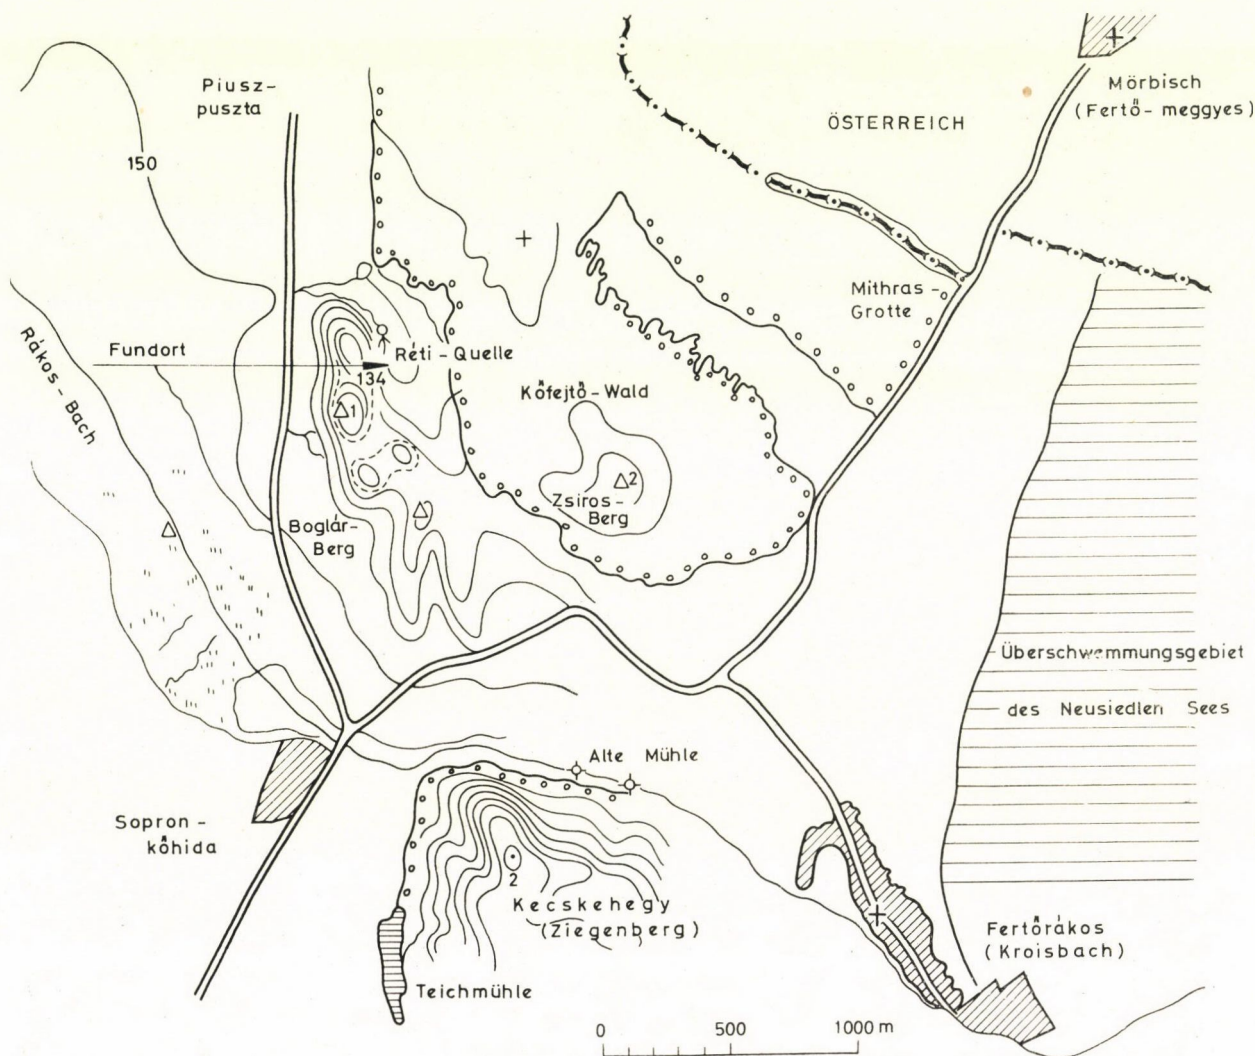 Piusz-
puszta
150
ÖSTERREICH
Mörbisch
(Fertő-meggyes)
Mithras-
Grotte
Rákos-Bach
Fundort
134
Réti-Quelle
1
Kőfejtő-Wald
2
Zsiros-
Berg
Boglár-
Berg
Überschwemmungsgebiet
des Neusiedlen Sees
Alte Mühle
Sopron-
kőhida
2
Kecskehegy
(Ziegenberg)
Teichmühle
Fertőrákos
(Kroisbach)
0 500 1000 m